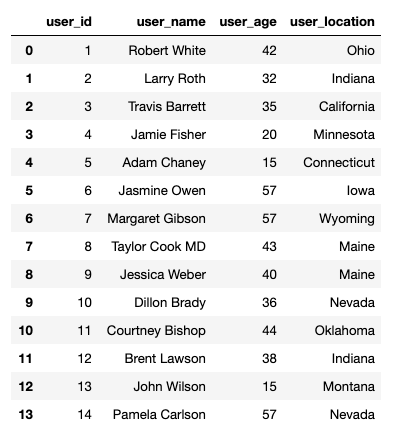 user_id user_name user_age user_location
0 1 Robert White 42 Ohio
1 2 Larry Roth 32 Indiana
2 3 Travis Barrett 35 California
3 4 Jamie Fisher 20 Minnesota
4 5 Adam Chaney 15 Connecticut
5 6 Jasmine Owen 57 Iowa
6 7 Margaret Gibson 57 Wyoming
7 8 Taylor Cook MD 43 Maine
8 9 Jessica Weber 40 Maine
9 10 Dillon Brady 36 Nevada
10 11 Courtney Bishop 44 Oklahoma
11 12 Brent Lawson 38 Indiana
12 13 John Wilson 15 Montana
13 14 Pamela Carlson 57 Nevada